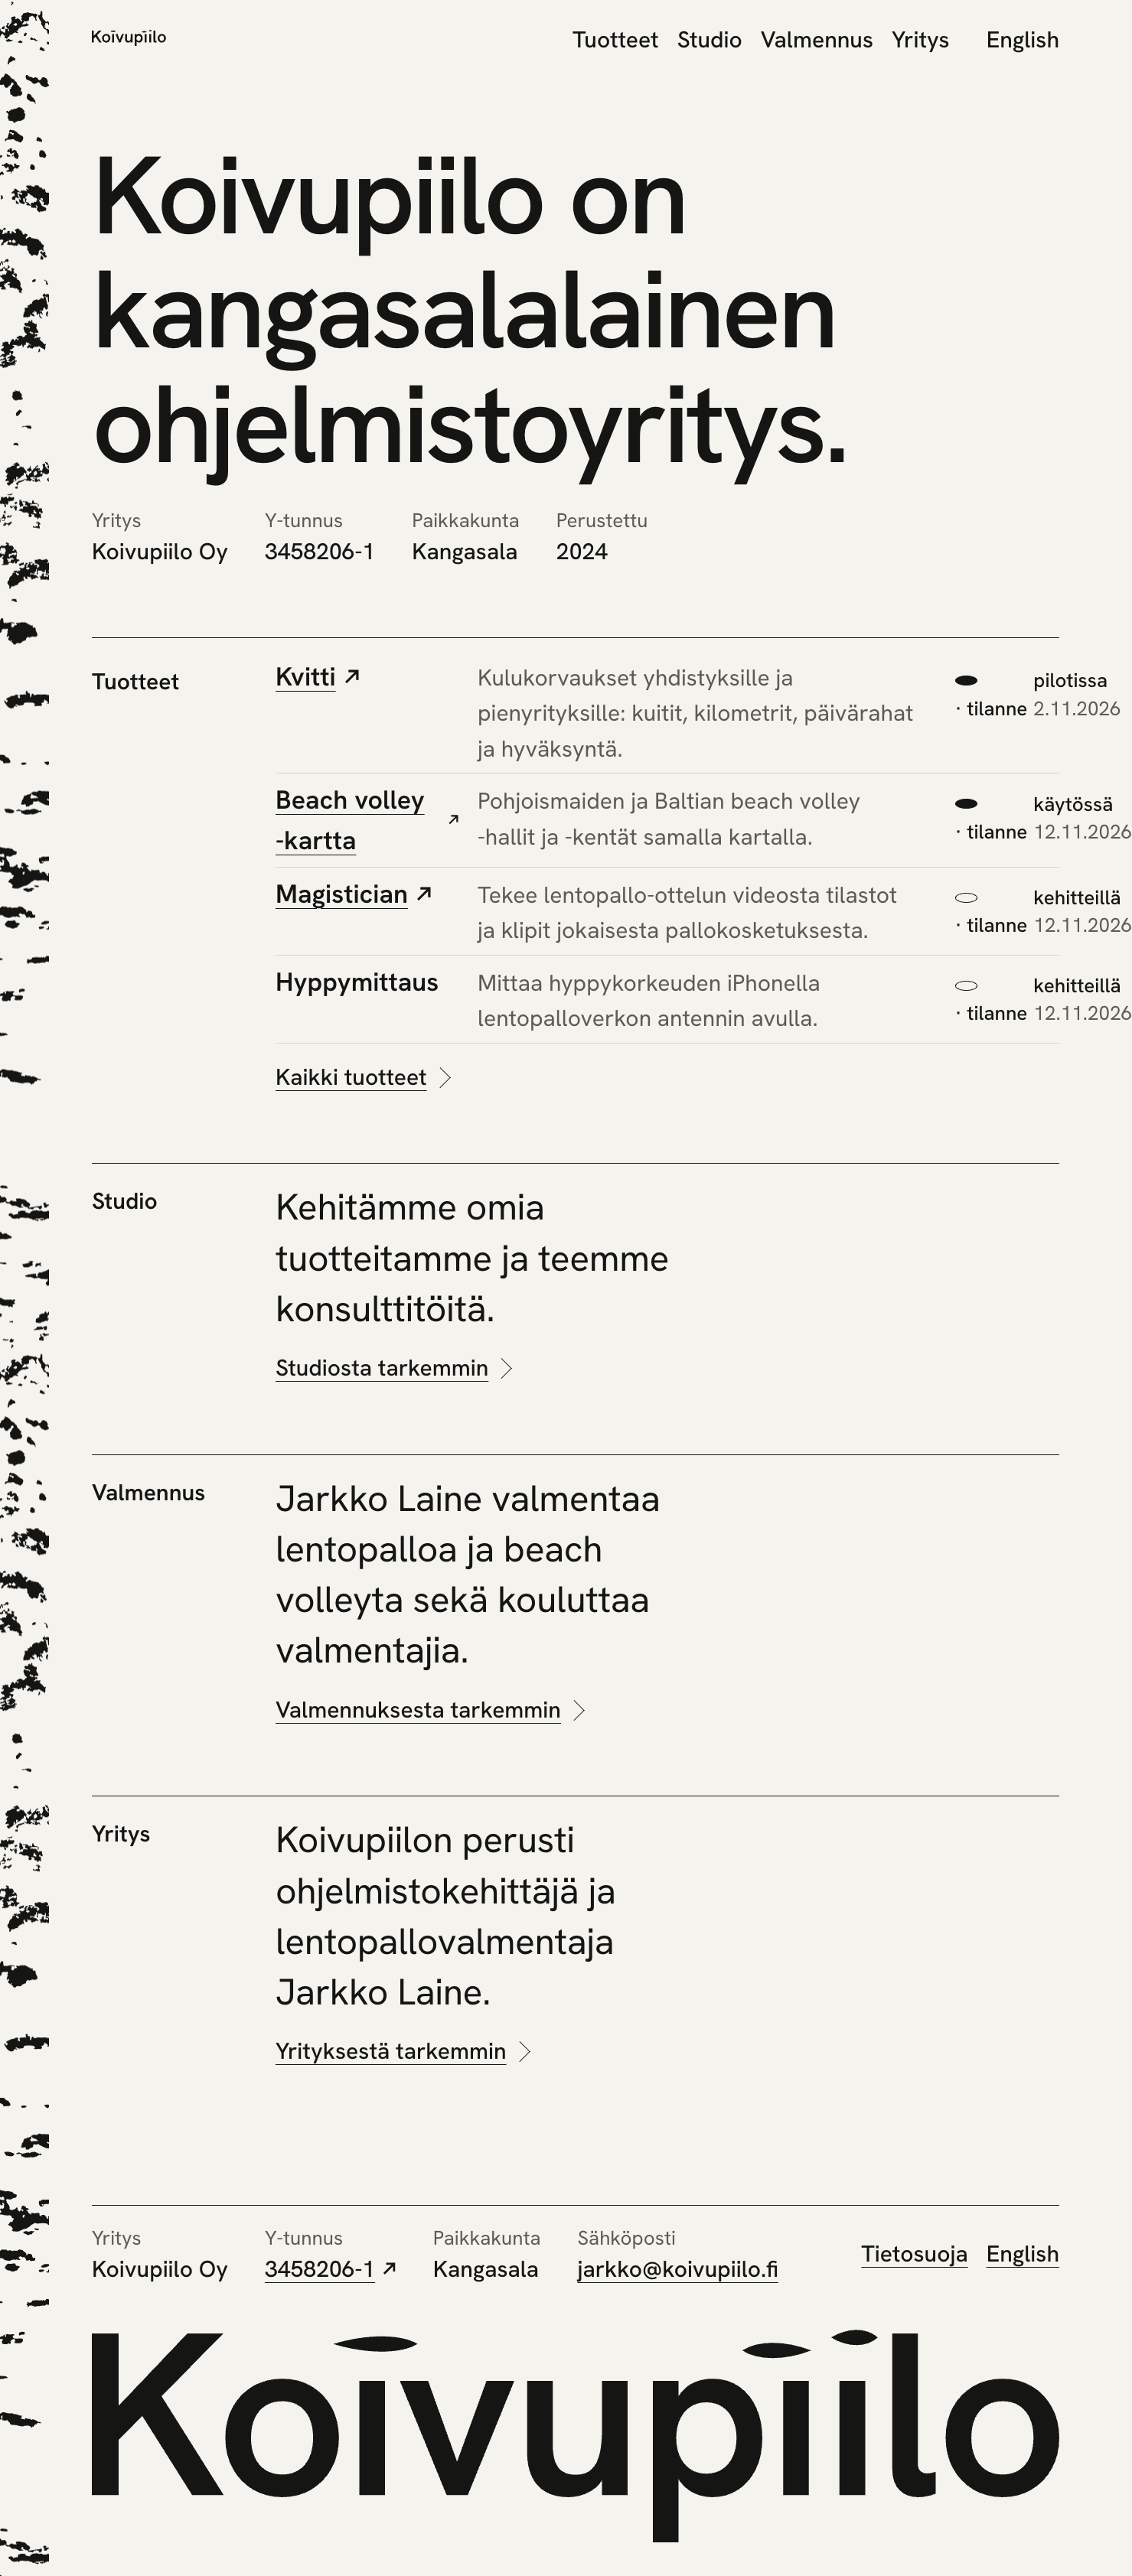 Koivupiilo
Tuotteet Studio Valmennus Yritys English
Koivupiilo on
kangasalalainen
ohjelmistoyritys.
Yritys Y-tunnus Paikkakunta Perustettu
Koivupiilo Oy 3458206-1 Kangasala 2024
Tuotteet
Kvitti ↗
Kulukorvaukset yhdistyksille ja
pienyrityksille: kuitit, kilometrit, päivärahat
ja hyväksyntä.
pilotissa
· tilanne 2.11.2026
Beach volley
-kartta ↗
Pohjoismaiden ja Baltian beach volley
-hallit ja -kentät samalla kartalla.
käytössä
· tilanne 12.11.2026
Magistician ↗
Tekee lentopallo-ottelun videosta tilastot
ja klipit jokaisesta pallokosketuksesta.
kehitteillä
· tilanne 12.11.2026
Hyppymittaus
Mittaa hyppykorkeuden iPhonella
lentopalloverkon antennin avulla.
kehitteillä
· tilanne 12.11.2026
Kaikki tuotteet
Studio
Kehitämme omia
tuotteitamme ja teemme
konsulttitöitä.
Studiosta tarkemmin
Valmennus
Jarkko Laine valmentaa
lentopalloa ja beach
volleyta sekä kouluttaa
valmentajia.
Valmennuksesta tarkemmin
Yritys
Koivupiilon perusti
ohjelmistokehittäjä ja
lentopallovalmentaja
Jarkko Laine.
Yrityksestä tarkemmin
Yritys Y-tunnus Paikkakunta Sähköposti
Koivupiilo Oy 3458206-1 ↗ Kangasala jarkko@koivupiilo.fi
Tietosuoja English
Koivupiilo